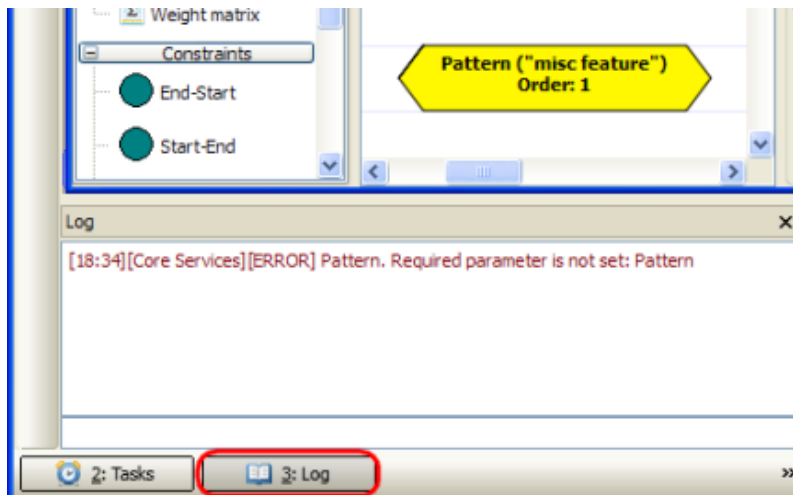 Weight matrix
Constraints
End-Start
Start-End
Pattern ("misc feature")
Order: 1
Log
[18:34][Core Services][ERROR] Pattern. Required parameter is not set: Pattern
2: Tasks
3: Log